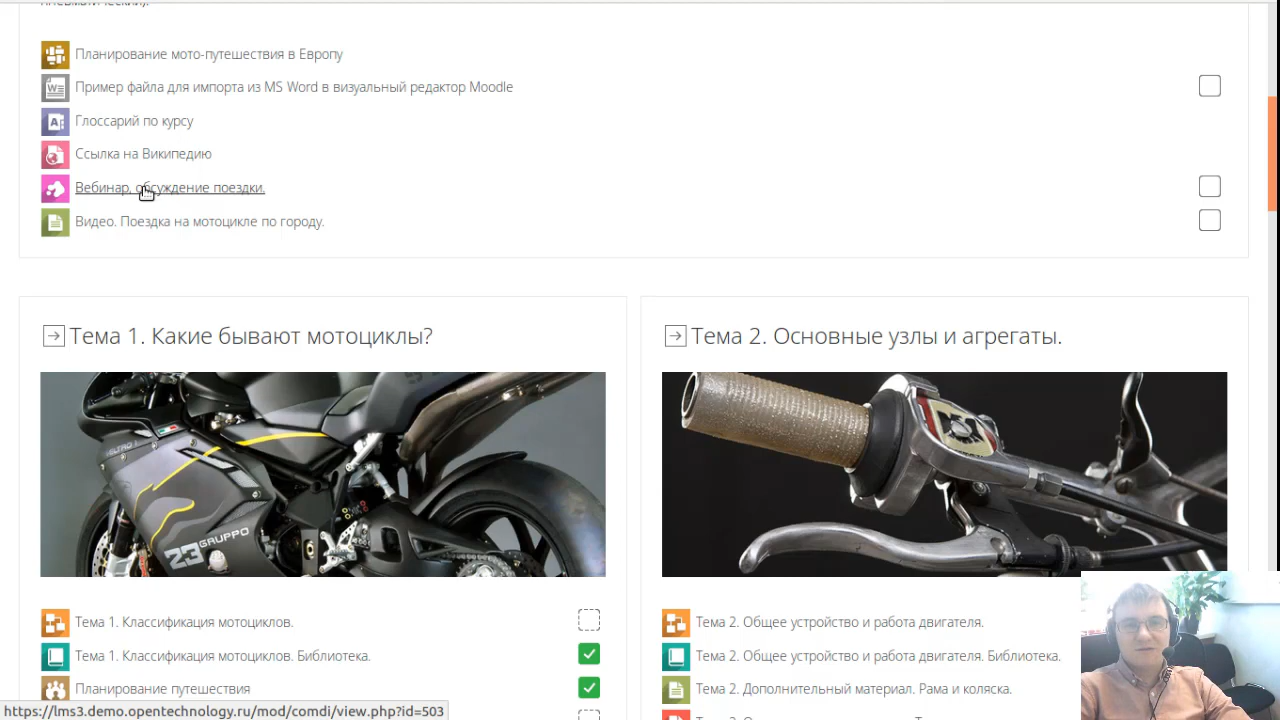 Планирование мото-путешествия в Европу
Пример файла для импорта из MS Word в визуальный редактор Moodle
Глоссарий по курсу
Ссылка на Википедию
Вебинар, обсуждение поездки.
Видео. Поездка на мотоцикле по городу.
Тема 1. Какие бывают мотоциклы?
23 GRUPPO
Тема 1. Классификация мотоциклов.
Тема 1. Классификация мотоциклов. Библиотека.
Планирование путешествия
Тема 2. Основные узлы и агрегаты.
Тема 2. Общее устройство и работа двигателя.
Тема 2. Общее устройство и работа двигателя. Библиотека.
Тема 2. Дополнительный материал. Рама и коляска.
https://lms3.demo.opentechnology.ru/mod/comdi/view.php?id=503